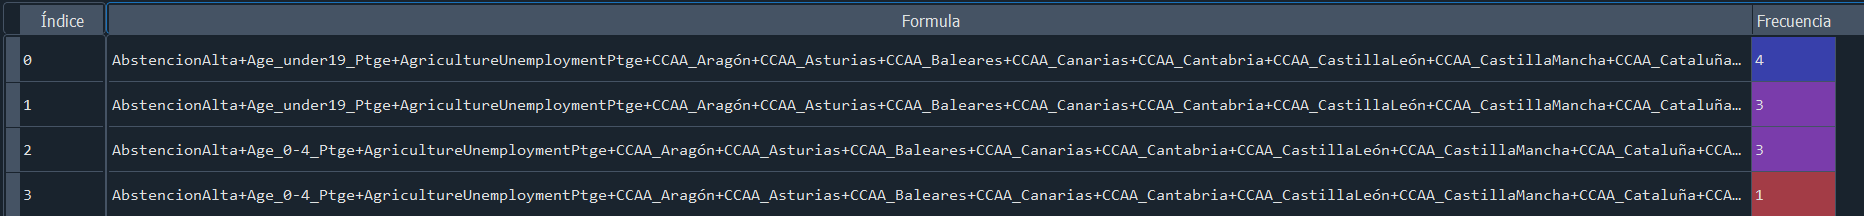 Índice Formula Frecuencia
0 AbstencionAlta+Age_under19_Ptge+AgricultureUnemploymentPtge+CCAA_Aragón+CCAA_Asturias+CCAA_Baleares+CCAA_Canarias+CCAA_Cantabria+CCAA_CastillaLeón+CCAA_CastillaMancha+CCAA_Cataluña… 4
1 AbstencionAlta+Age_under19_Ptge+AgricultureUnemploymentPtge+CCAA_Aragón+CCAA_Asturias+CCAA_Baleares+CCAA_Canarias+CCAA_Cantabria+CCAA_CastillaLeón+CCAA_CastillaMancha+CCAA_Cataluña… 3
2 AbstencionAlta+Age_0-4_Ptge+AgricultureUnemploymentPtge+CCAA_Aragón+CCAA_Asturias+CCAA_Baleares+CCAA_Canarias+CCAA_Cantabria+CCAA_CastillaLeón+CCAA_CastillaMancha+CCAA_Cataluña+CCA… 3
3 AbstencionAlta+Age_0-4_Ptge+AgricultureUnemploymentPtge+CCAA_Aragón+CCAA_Asturias+CCAA_Baleares+CCAA_Canarias+CCAA_Cantabria+CCAA_CastillaLeón+CCAA_CastillaMancha+CCAA_Cataluña+CCA… 1